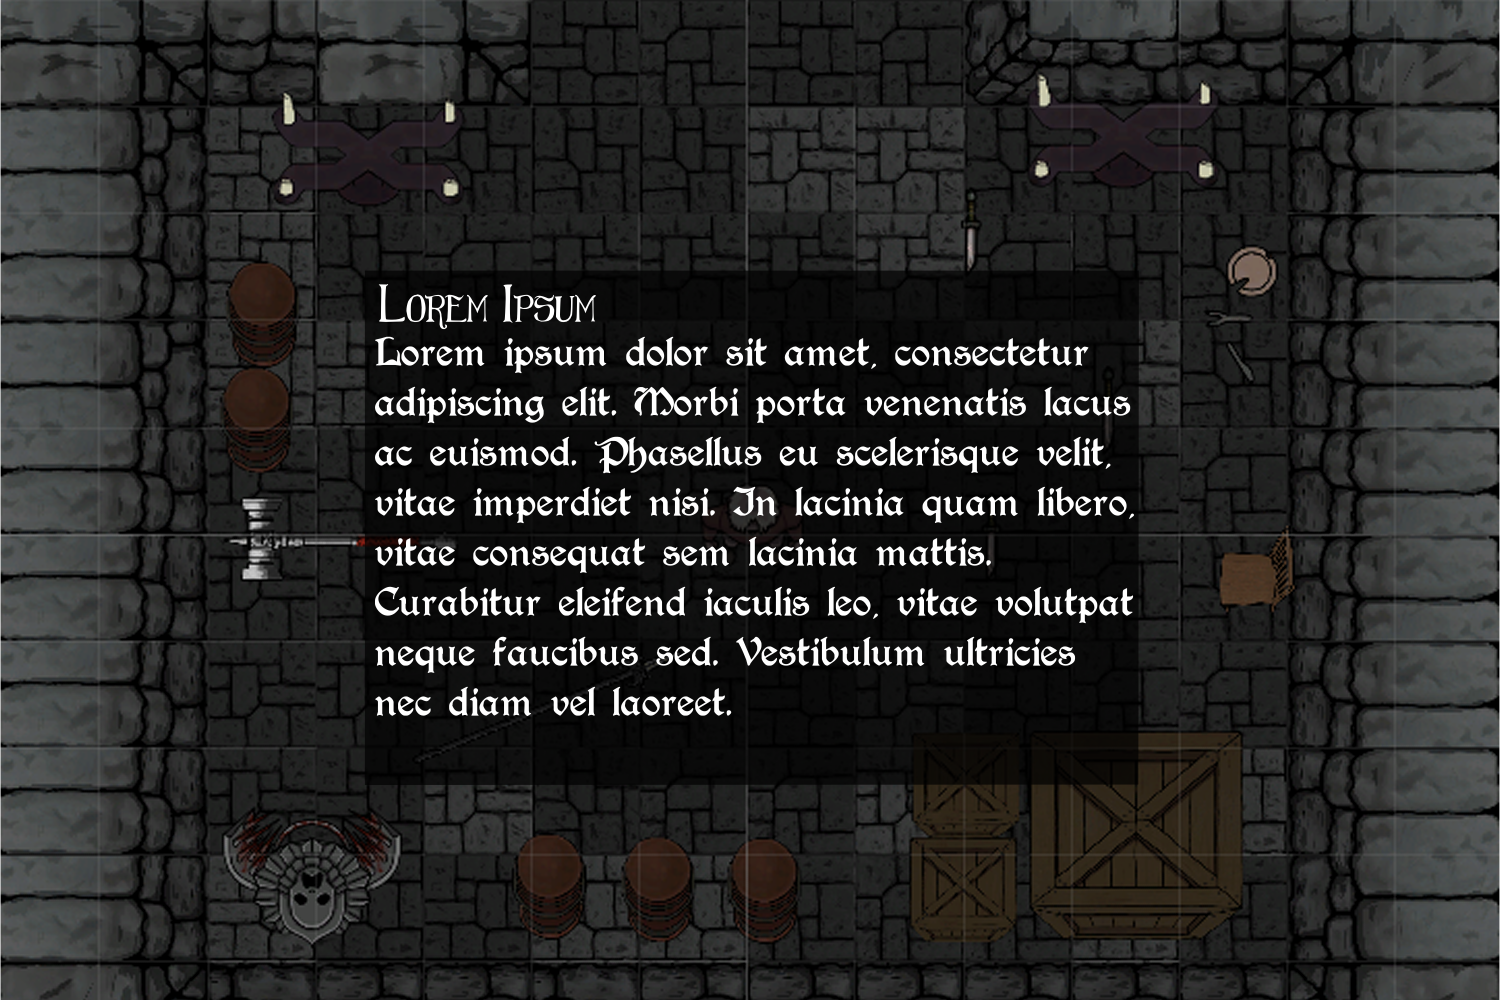 Lorem Ipsum
Lorem ipsum dolor sit amet, consectetur
adipiscing elit. Morbi porta venenatis lacus
ac euismod. Phasellus eu scelerisque velit,
vitae imperdiet nisi. In lacinia quam libero,
vitae consequat sem lacinia mattis.
Curabitur eleifend iaculis leo, vitae volutpat
neque faucibus sed. Vestibulum ultricies
nec diam vel laoreet.